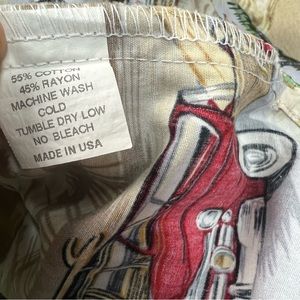 55% COTTON
45% RAYON
MACHINE WASH
COLD
TUMBLE DRY LOW
NO BLEACH
MADE IN USA